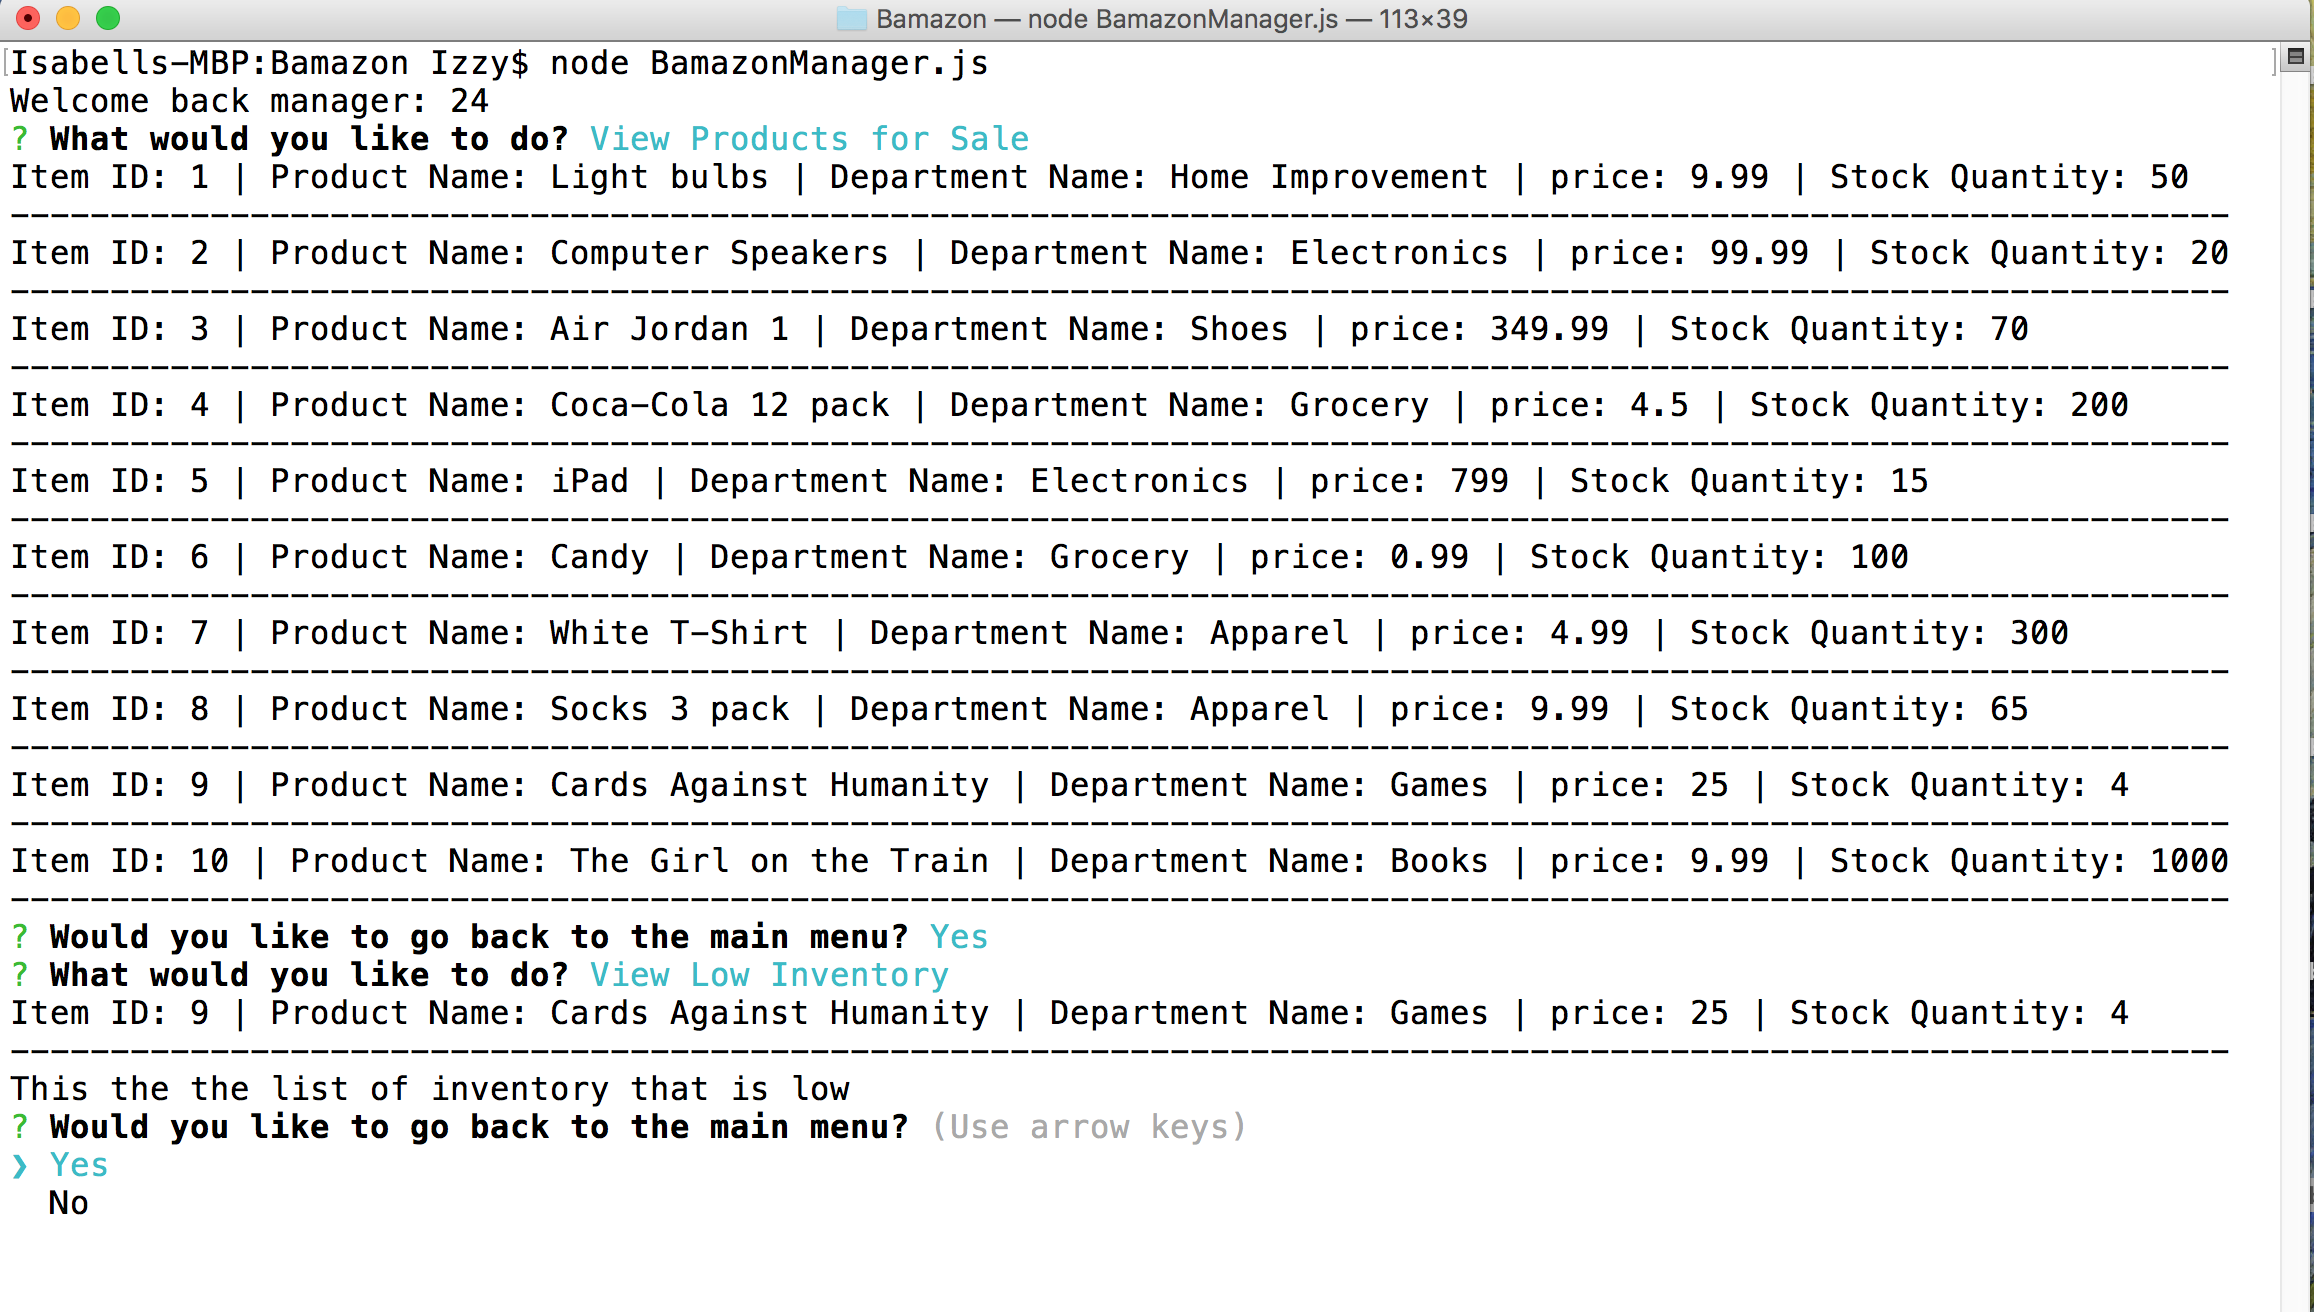 Bamazon — node BamazonManager.js — 113×39
Isabells-MBP:Bamazon Izzy$ node BamazonManager.js
Welcome back manager: 24
? What would you like to do? View Products for Sale
Item ID: 1 | Product Name: Light bulbs | Department Name: Home Improvement | price: 9.99 | Stock Quantity: 50
---------------------------------------------------------------------------------------------------------------
Item ID: 2 | Product Name: Computer Speakers | Department Name: Electronics | price: 99.99 | Stock Quantity: 20
---------------------------------------------------------------------------------------------------------------
Item ID: 3 | Product Name: Air Jordan 1 | Department Name: Shoes | price: 349.99 | Stock Quantity: 70
---------------------------------------------------------------------------------------------------------------
Item ID: 4 | Product Name: Coca-Cola 12 pack | Department Name: Grocery | price: 4.5 | Stock Quantity: 200
---------------------------------------------------------------------------------------------------------------
Item ID: 5 | Product Name: iPad | Department Name: Electronics | price: 799 | Stock Quantity: 15
---------------------------------------------------------------------------------------------------------------
Item ID: 6 | Product Name: Candy | Department Name: Grocery | price: 0.99 | Stock Quantity: 100
---------------------------------------------------------------------------------------------------------------
Item ID: 7 | Product Name: White T-Shirt | Department Name: Apparel | price: 4.99 | Stock Quantity: 300
---------------------------------------------------------------------------------------------------------------
Item ID: 8 | Product Name: Socks 3 pack | Department Name: Apparel | price: 9.99 | Stock Quantity: 65
---------------------------------------------------------------------------------------------------------------
Item ID: 9 | Product Name: Cards Against Humanity | Department Name: Games | price: 25 | Stock Quantity: 4
---------------------------------------------------------------------------------------------------------------
Item ID: 10 | Product Name: The Girl on the Train | Department Name: Books | price: 9.99 | Stock Quantity: 1000
---------------------------------------------------------------------------------------------------------------
? Would you like to go back to the main menu? Yes
? What would you like to do? View Low Inventory
Item ID: 9 | Product Name: Cards Against Humanity | Department Name: Games | price: 25 | Stock Quantity: 4
---------------------------------------------------------------------------------------------------------------
This the the list of inventory that is low
? Would you like to go back to the main menu? (Use arrow keys)
❯ Yes
No